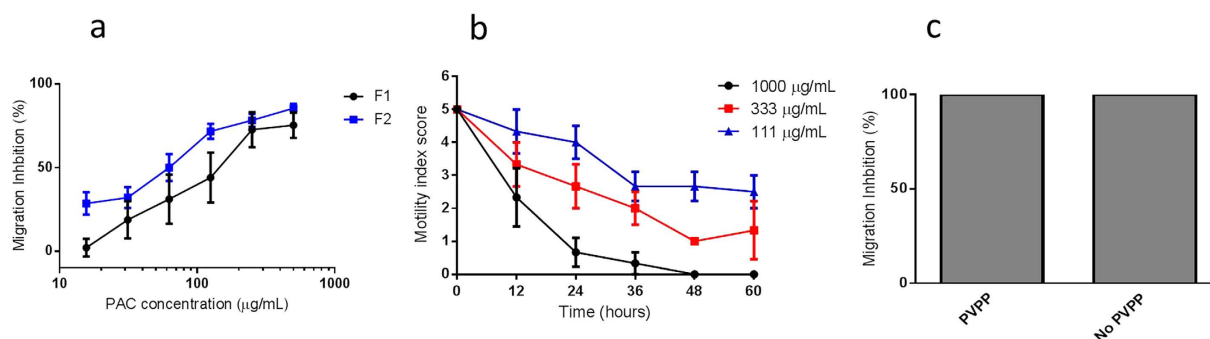 a
Migration Inhbition (%)
100
50
0
10
100
1000
PAC concentration (µg/mL)
F1
F2
b
Motility index score
6
5
4
3
2
1
0
0
12
24
36
48
60
Time (hours)
1000 µg/mL
333 µg/mL
111 µg/mL
c
Migration Inhbition (%)
100
50
0
PVPP
No PVPP